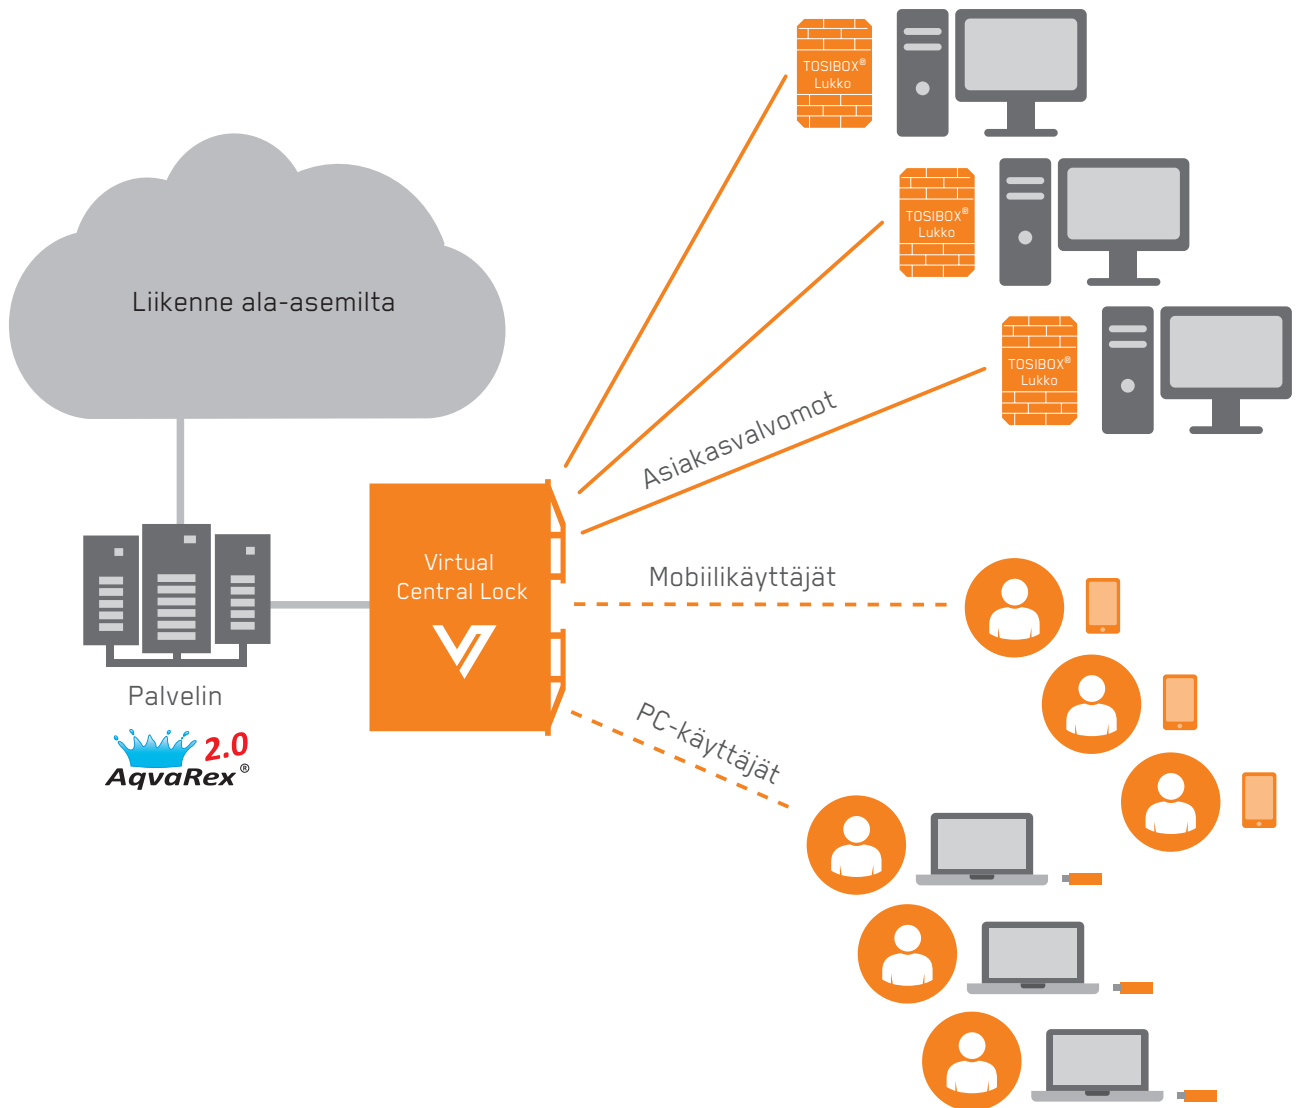 TOSIBOX®
Lukko
TOSIBOX®
Lukko
Liikenne ala-asemilta
TOSIBOX®
Lukko
Asiakasvalvomot
Virtual
Central Lock
Mobiilikäyttäjät
Palvelin
PC-käyttäjät
2.0
AqvaRex®